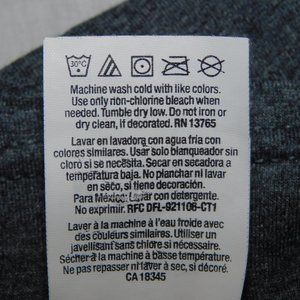 30°C
Machine wash cold with like colors.
Use only non-chlorine bleach when
needed. Tumble dry low. Do not iron or
dry clean, if decorated. RN 13765
Lavar en lavadora con agua fría con
colores similares. Usar solo blanqueador sin
cloro si se necesita. Secar en secadora a
temperatura baja. No planchar ni lavar
en seco, si tiene decoración.
Para México: Lavar con detergente.
No exprimir. RFC DFL-921106-CT1
Laver à la machine à l'eau froide avec
des couleurs similaires. Utiliser un
javellisant sans chlore si nécessaire.
Sécher à la machine à basse température.
Ne pas repasser ni laver à sec, si décoré.
CA 18345